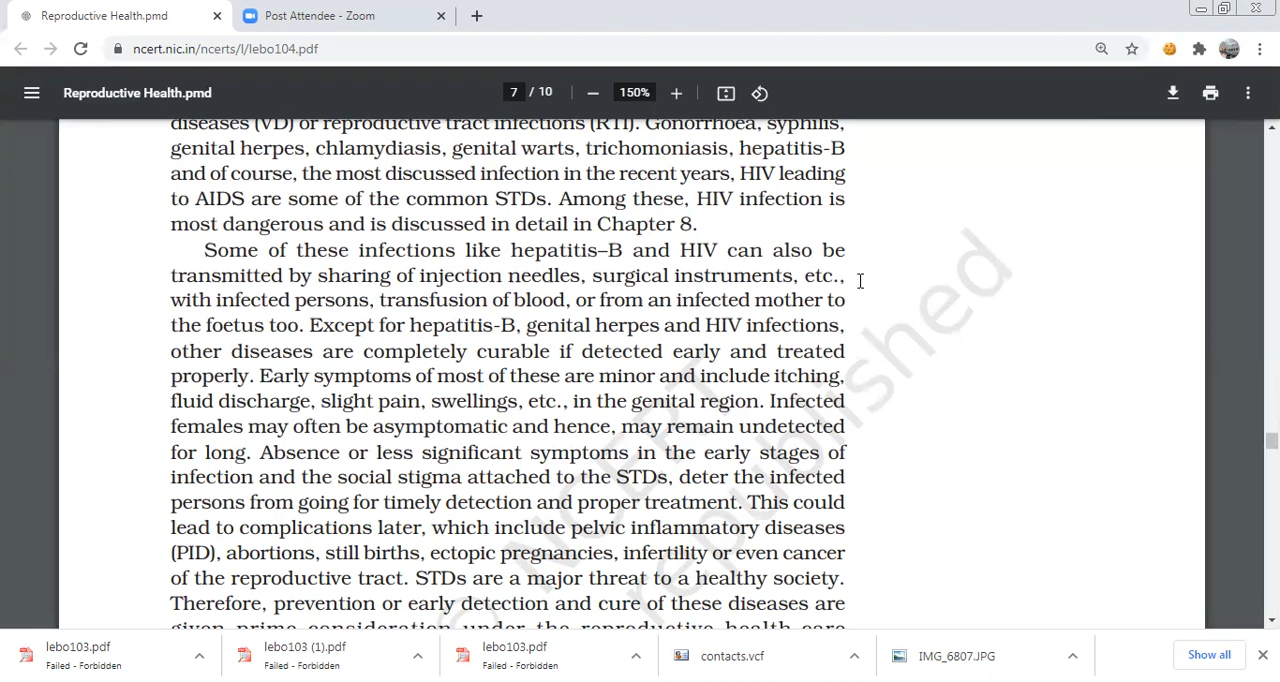 Reproductive Health.pmd
Post Attendee - Zoom
ncert.nic.in/ncerts/l/lebo104.pdf
Reproductive Health.pmd
7 / 10
150%
diseases (VD) or reproductive tract infections (RTI). Gonorrhoea, syphilis,
genital herpes, chlamydiasis, genital warts, trichomoniasis, hepatitis-B
and of course, the most discussed infection in the recent years, HIV leading
to AIDS are some of the common STDs. Among these, HIV infection is
most dangerous and is discussed in detail in Chapter 8.
Some of these infections like hepatitis–B and HIV can also be
transmitted by sharing of injection needles, surgical instruments, etc.,
with infected persons, transfusion of blood, or from an infected mother to
the foetus too. Except for hepatitis-B, genital herpes and HIV infections,
other diseases are completely curable if detected early and treated
properly. Early symptoms of most of these are minor and include itching,
fluid discharge, slight pain, swellings, etc., in the genital region. Infected
females may often be asymptomatic and hence, may remain undetected
for long. Absence or less significant symptoms in the early stages of
infection and the social stigma attached to the STDs, deter the infected
persons from going for timely detection and proper treatment. This could
lead to complications later, which include pelvic inflammatory diseases
(PID), abortions, still births, ectopic pregnancies, infertility or even cancer
of the reproductive tract. STDs are a major threat to a healthy society.
Therefore, prevention or early detection and cure of these diseases are
given prime consideration under the reproductive health care
© NCERT
republished
lebo103.pdf
Failed - Forbidden
lebo103 (1).pdf
Failed - Forbidden
lebo103.pdf
Failed - Forbidden
contacts.vcf
IMG_6807.JPG
Show all